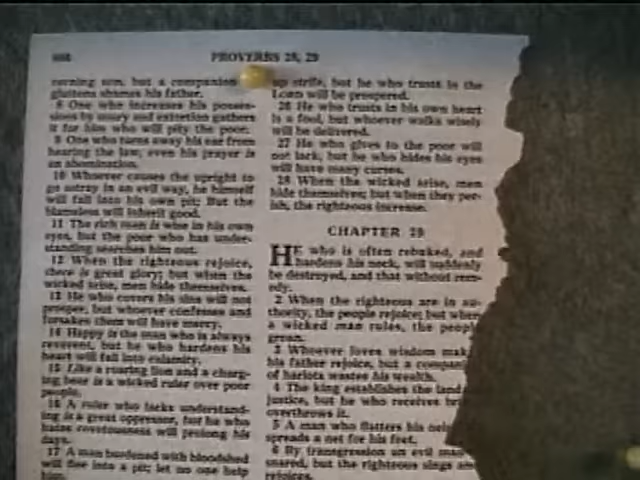 PROVERBS 28, 29
cerning son, but a companion
gluttons shames his father.
8 One who increases his posses-
sions by usury and extortion gathers
it for him who will pity the poor.
9 One who turns away his ear from
hearing the law, even his prayer is
an abomination.
10 Whoever causes the upright to
go astray in an evil way, he himself
will fall into his own pit; But the
blameless will inherit good.
11 The rich man is wise in his own
eyes, but the poor who has under-
standing searches him out.
12 When the righteous rejoice,
there is great glory; but when the
wicked arise, men hide themselves.
13 He who covers his sins will not
prosper, but whoever confesses and
forsakes them will have mercy.
14 Happy is the man who is always
reverent, but he who hardens his
heart will fall into calamity.
15 Like a roaring lion and a charg-
ing bear is a wicked ruler over poor
people.
16 A ruler who lacks understand-
ing is a great oppressor, but he who
hates covetousness will prolong his
days.
17 A man burdened with bloodshed
will flee into a pit; let no one help
him.
up strife, but he who trusts in the
LORD will be prospered.
26 He who trusts in his own heart
is a fool, but whoever walks wisely
will be delivered.
27 He who gives to the poor will
not lack, but he who hides his eyes
will have many curses.
28 When the wicked arise, men
hide themselves; but when they per-
ish, the righteous increase.
CHAPTER 29
HE who is often rebuked, and
hardens his neck, will suddenly
be destroyed, and that without rem-
edy.
2 When the righteous are in au-
thority, the people rejoice; but when
a wicked man rules, the people
groan.
3 Whoever loves wisdom mak
his father rejoice, but a compan
of harlots wastes his wealth.
4 The king establishes the land
justice, but he who receives bri
overthrows it.
5 A man who flatters his neig
spreads a net for his feet.
6 By transgression an evil man
snared, but the righteous sings an
rejoices.